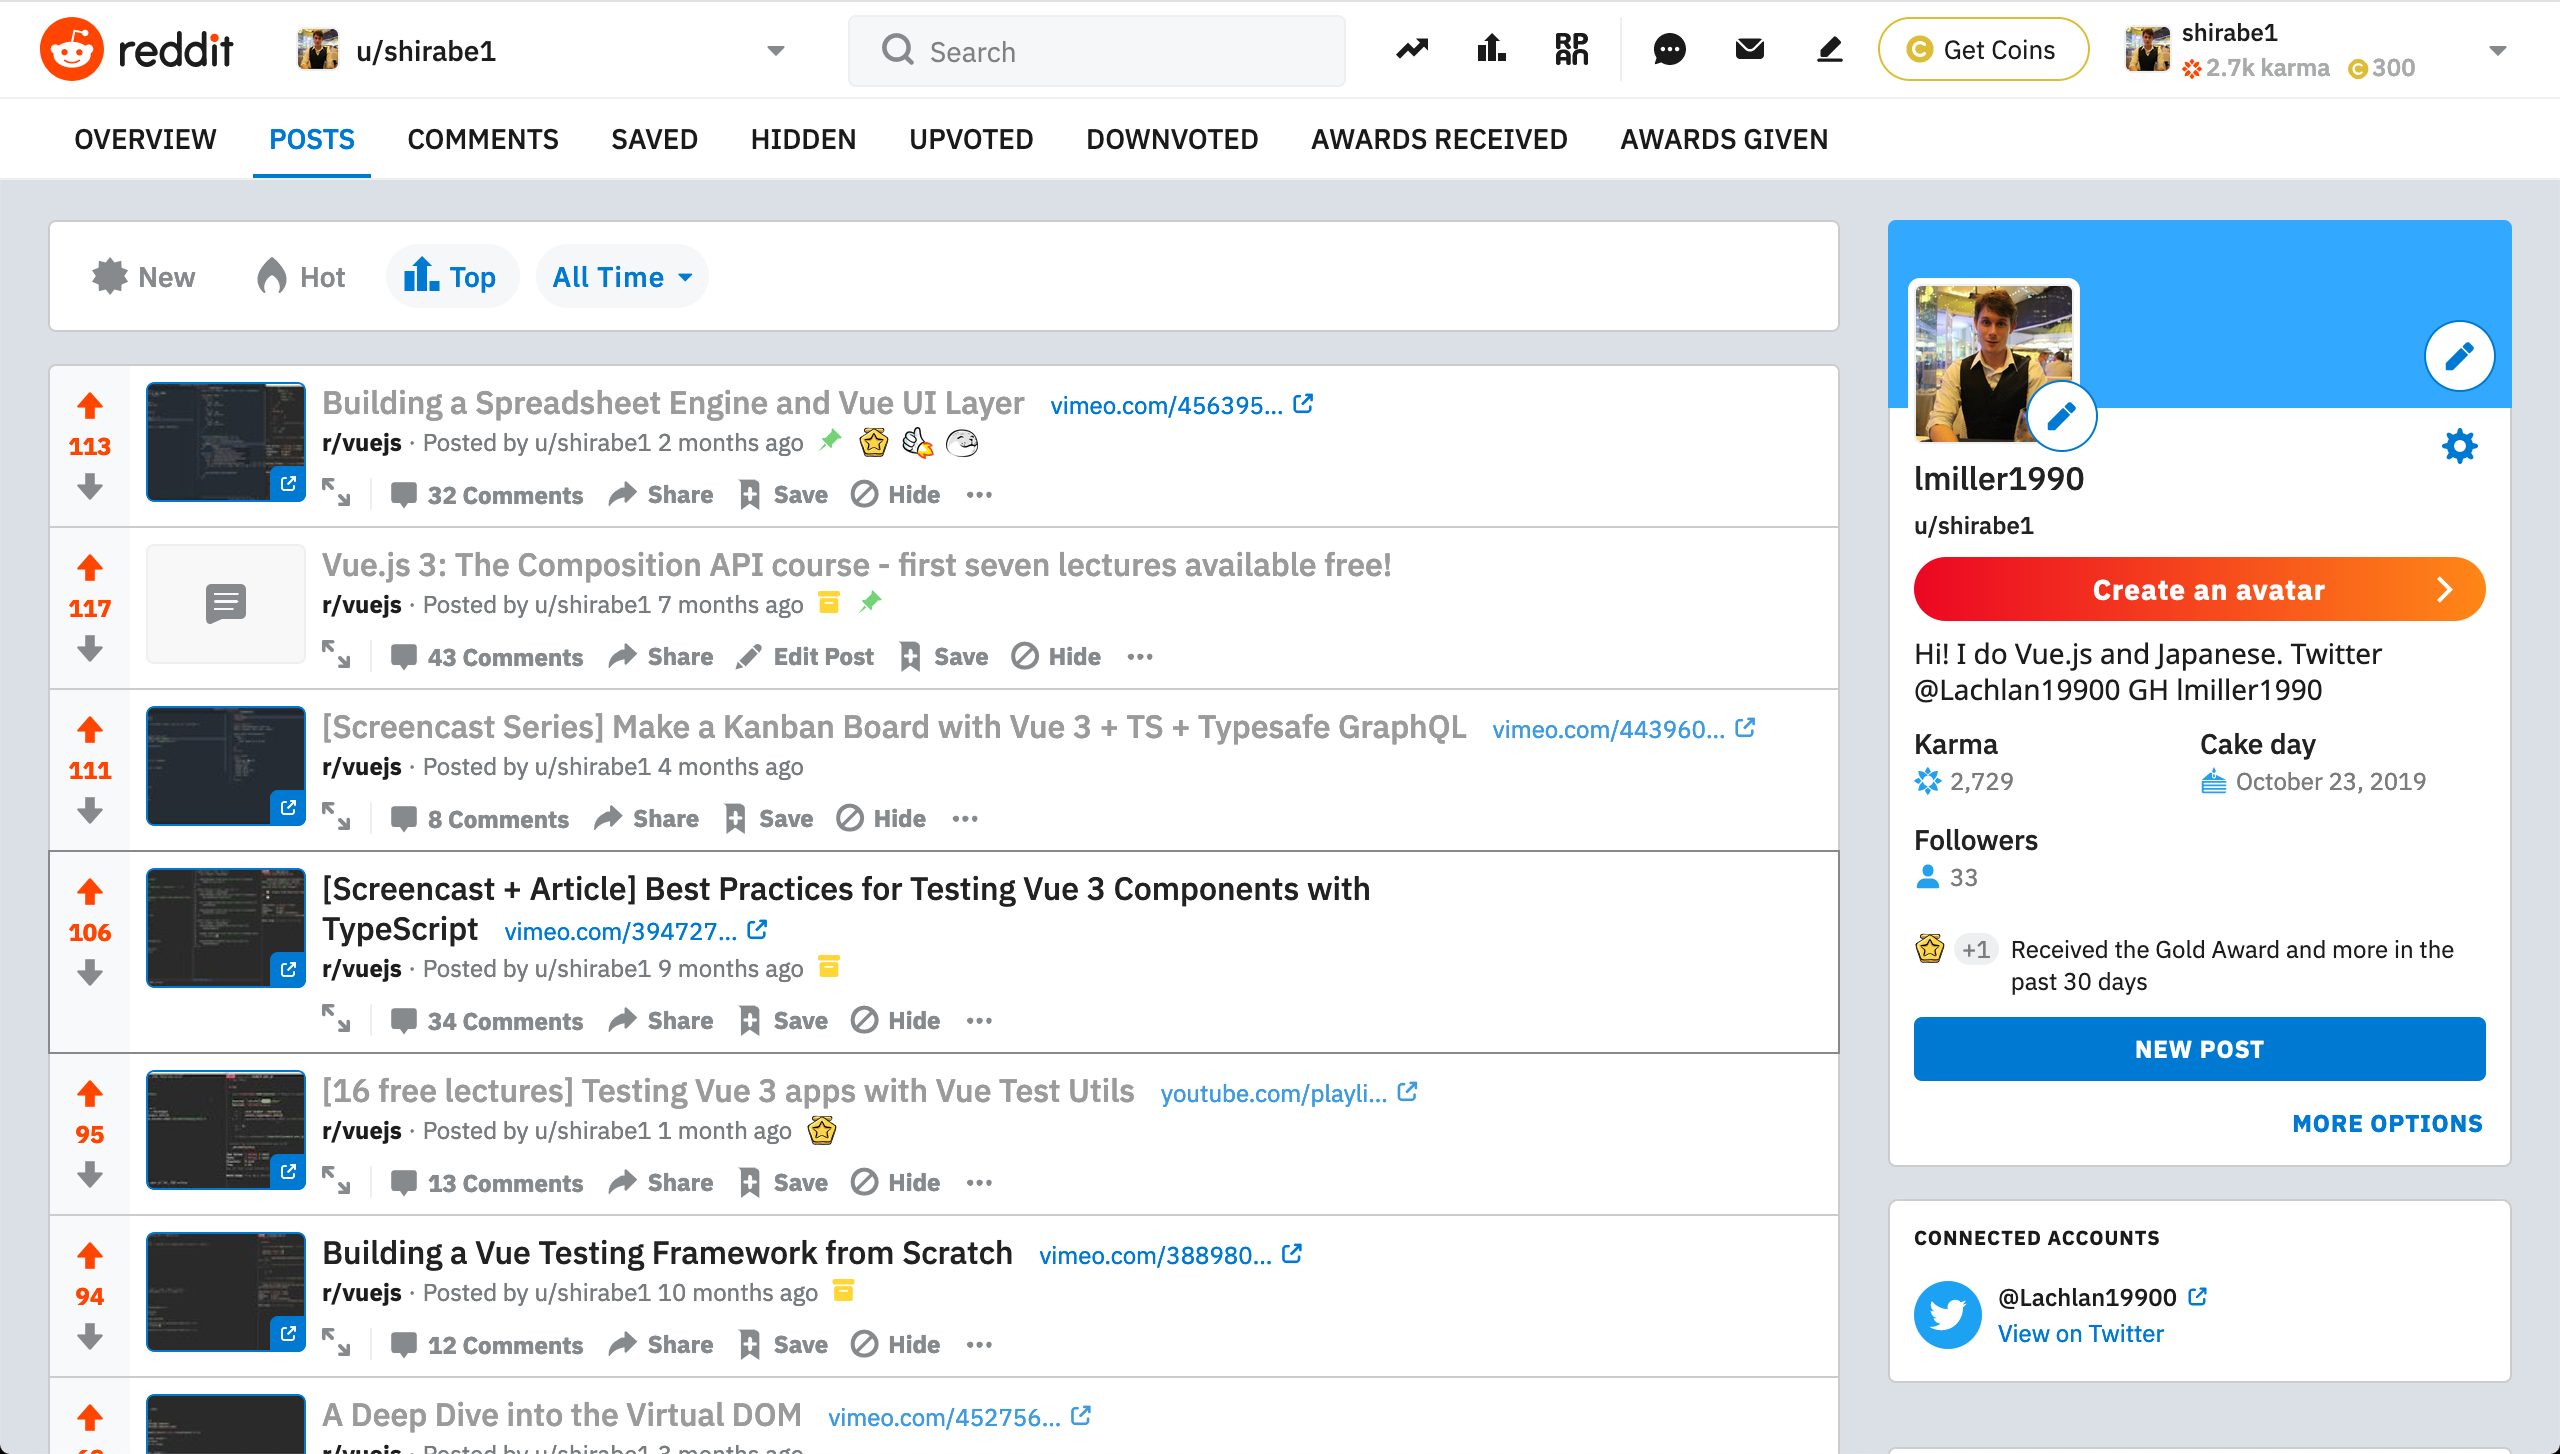 reddit
u/shirabe1
Search
RPAN
Get Coins
shirabe1
2.7k karma 300
OVERVIEW POSTS COMMENTS SAVED HIDDEN UPVOTED DOWNVOTED AWARDS RECEIVED AWARDS GIVEN
New Hot Top All Time
113
Building a Spreadsheet Engine and Vue UI Layer vimeo.com/456395...
r/vuejs · Posted by u/shirabe1 2 months ago
32 Comments Share Save Hide ...
117
Vue.js 3: The Composition API course - first seven lectures available free!
r/vuejs · Posted by u/shirabe1 7 months ago
43 Comments Share Edit Post Save Hide ...
111
[Screencast Series] Make a Kanban Board with Vue 3 + TS + Typesafe GraphQL vimeo.com/443960...
r/vuejs · Posted by u/shirabe1 4 months ago
8 Comments Share Save Hide ...
106
[Screencast + Article] Best Practices for Testing Vue 3 Components with
TypeScript vimeo.com/394727...
r/vuejs · Posted by u/shirabe1 9 months ago
34 Comments Share Save Hide ...
95
[16 free lectures] Testing Vue 3 apps with Vue Test Utils youtube.com/playli...
r/vuejs · Posted by u/shirabe1 1 month ago
13 Comments Share Save Hide ...
94
Building a Vue Testing Framework from Scratch vimeo.com/388980...
r/vuejs · Posted by u/shirabe1 10 months ago
12 Comments Share Save Hide ...
A Deep Dive into the Virtual DOM vimeo.com/452756...
r/vuejs · Posted by u/shirabe1 3 months ago
lmiller1990
u/shirabe1
Create an avatar
Hi! I do Vue.js and Japanese. Twitter
@Lachlan19900 GH lmiller1990
Karma Cake day
2,729 October 23, 2019
Followers
33
+1 Received the Gold Award and more in the
past 30 days
NEW POST
MORE OPTIONS
CONNECTED ACCOUNTS
@Lachlan19900
View on Twitter